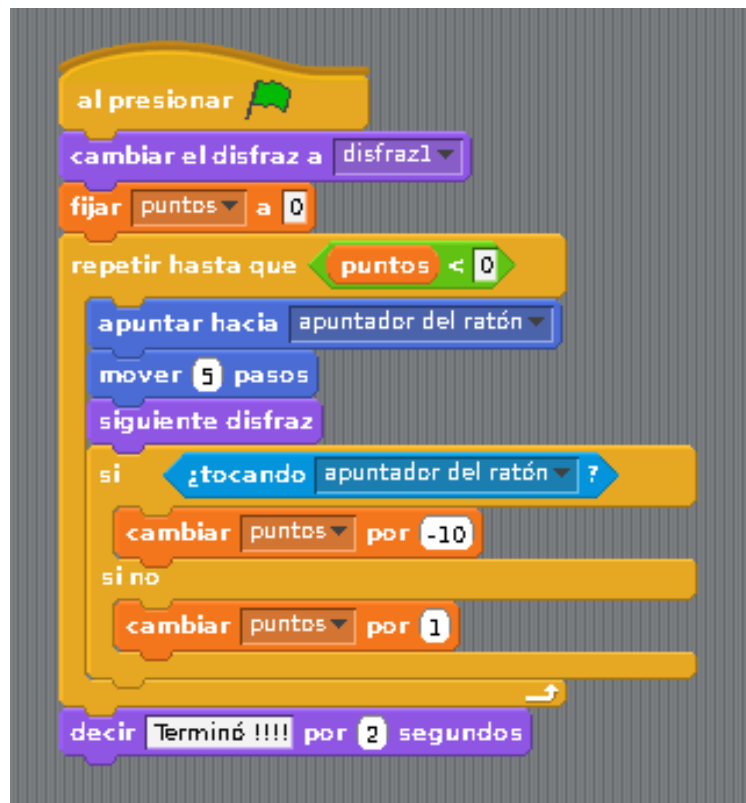 al presionar
cambiar el disfraz a disfraz1
fijar puntos a 0
repetir hasta que puntos < 0
apuntar hacia apuntador del ratón
mover 5 pasos
siguiente disfraz
si ¿tocando apuntador del ratón ?
cambiar puntos por -10
si no
cambiar puntos por 1
decir Terminó !!!! por 2 segundos